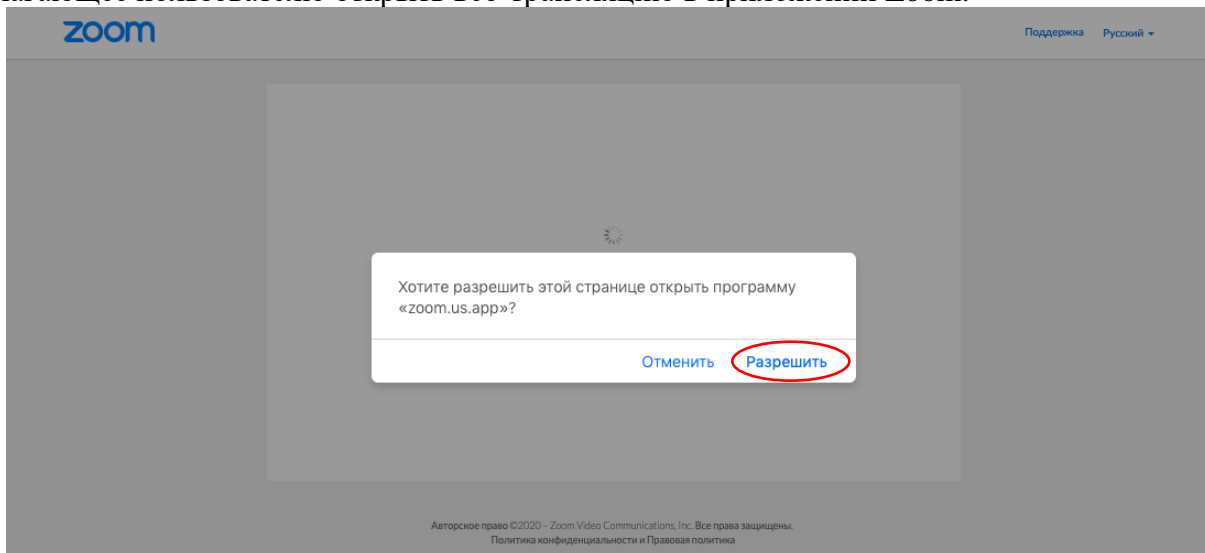 zoom
Поддержка Русский
Хотите разрешить этой странице открыть программу
«zoom.us.app»?
Отменить Разрешить
Авторское право ©2020 – Zoom Video Communications, Inc. Все права защищены.
Политика конфиденциальности и Правовая политика